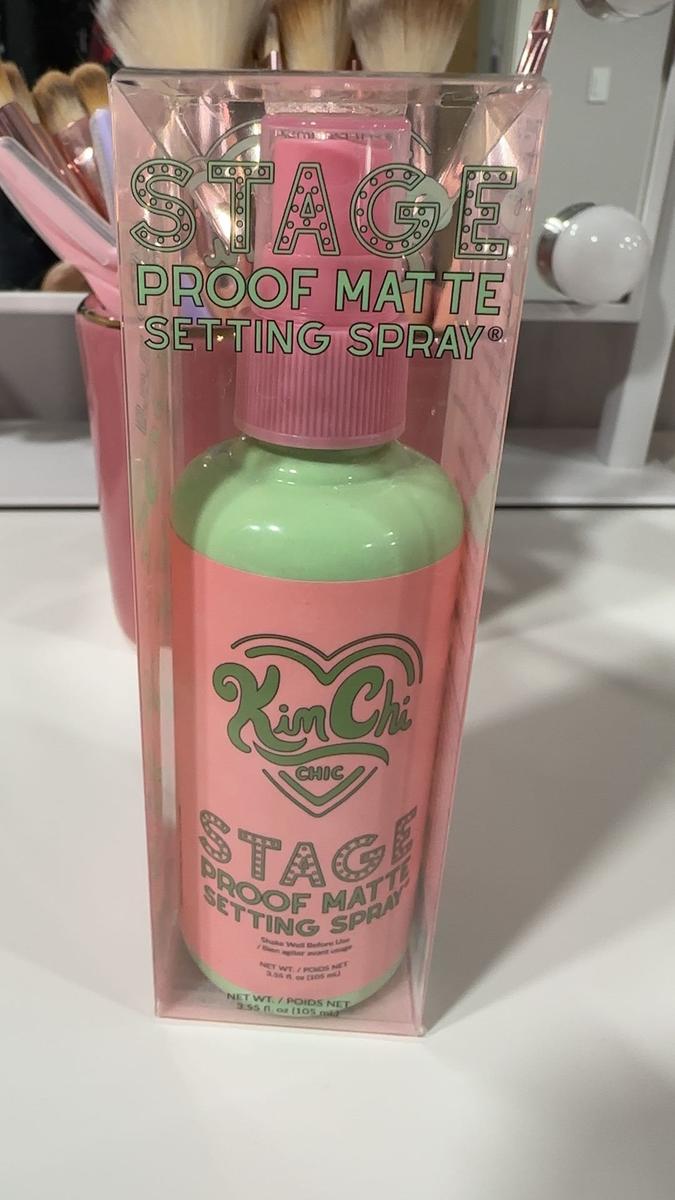 STAGE
PROOF MATTE
SETTING SPRAY®
KimChi
CHIC
STAGE
PROOF MATTE
SETTING SPRAY
Shake Well Before Use
/ Bien agiter avant usage
NET WT. / POIDS NET
3.55 fl. oz (105 mL)
NET WT. / POIDS NET
3.55 fl. oz (105 mL)